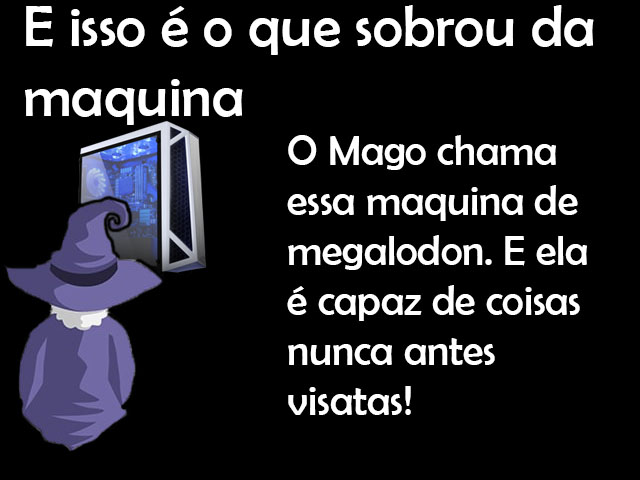 E isso é o que sobrou da
maquina
O Mago chama
essa maquina de
megalodon. E ela
é capaz de coisas
nunca antes
visatas!